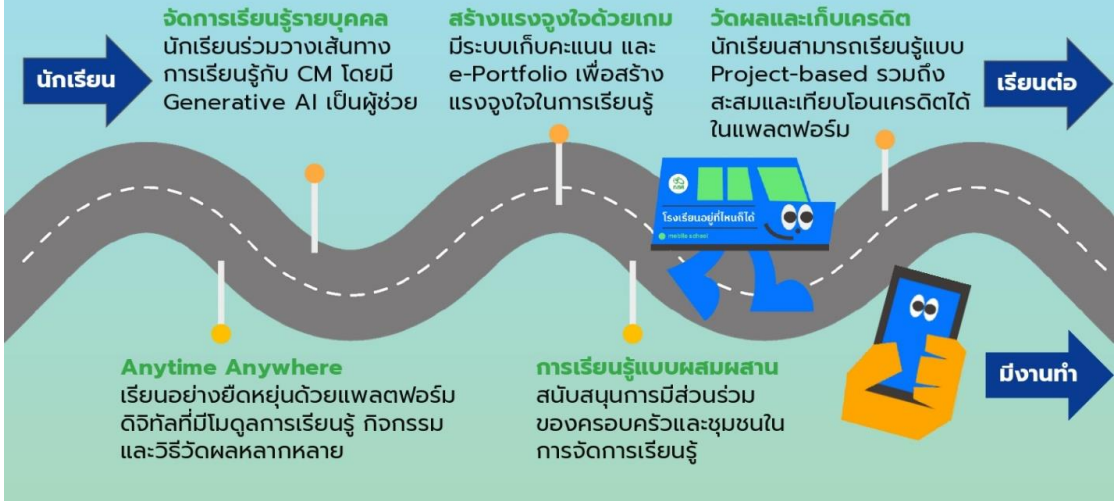 นักเรียน
จัดการเรียนรู้รายบุคคล
นักเรียนร่วมวางเส้นทาง
การเรียนรู้กับ CM โดยมี
Generative AI เป็นผู้ช่วย
สร้างแรงจูงใจด้วยเกม
มีระบบเก็บคะแนน และ
e-Portfolio เพื่อสร้าง
แรงจูงใจในการเรียนรู้
วัดผลและเก็บเครดิต
นักเรียนสามารถเรียนรู้แบบ
Project-based รวมถึง
สะสมและเทียบโอนเครดิตได้
ในแพลตฟอร์ม
เรียนต่อ
โรงเรียนอยู่ที่ไหนก็ได้
mobile school
Anytime Anywhere
เรียนอย่างยืดหยุ่นด้วยแพลตฟอร์ม
ดิจิทัลที่มีโมดูลการเรียนรู้ กิจกรรม
และวิธีวัดผลหลากหลาย
การเรียนรู้แบบผสมผสาน
สนับสนุนการมีส่วนร่วม
ของครอบครัวและชุมชนใน
การจัดการเรียนรู้
มีงานทำ